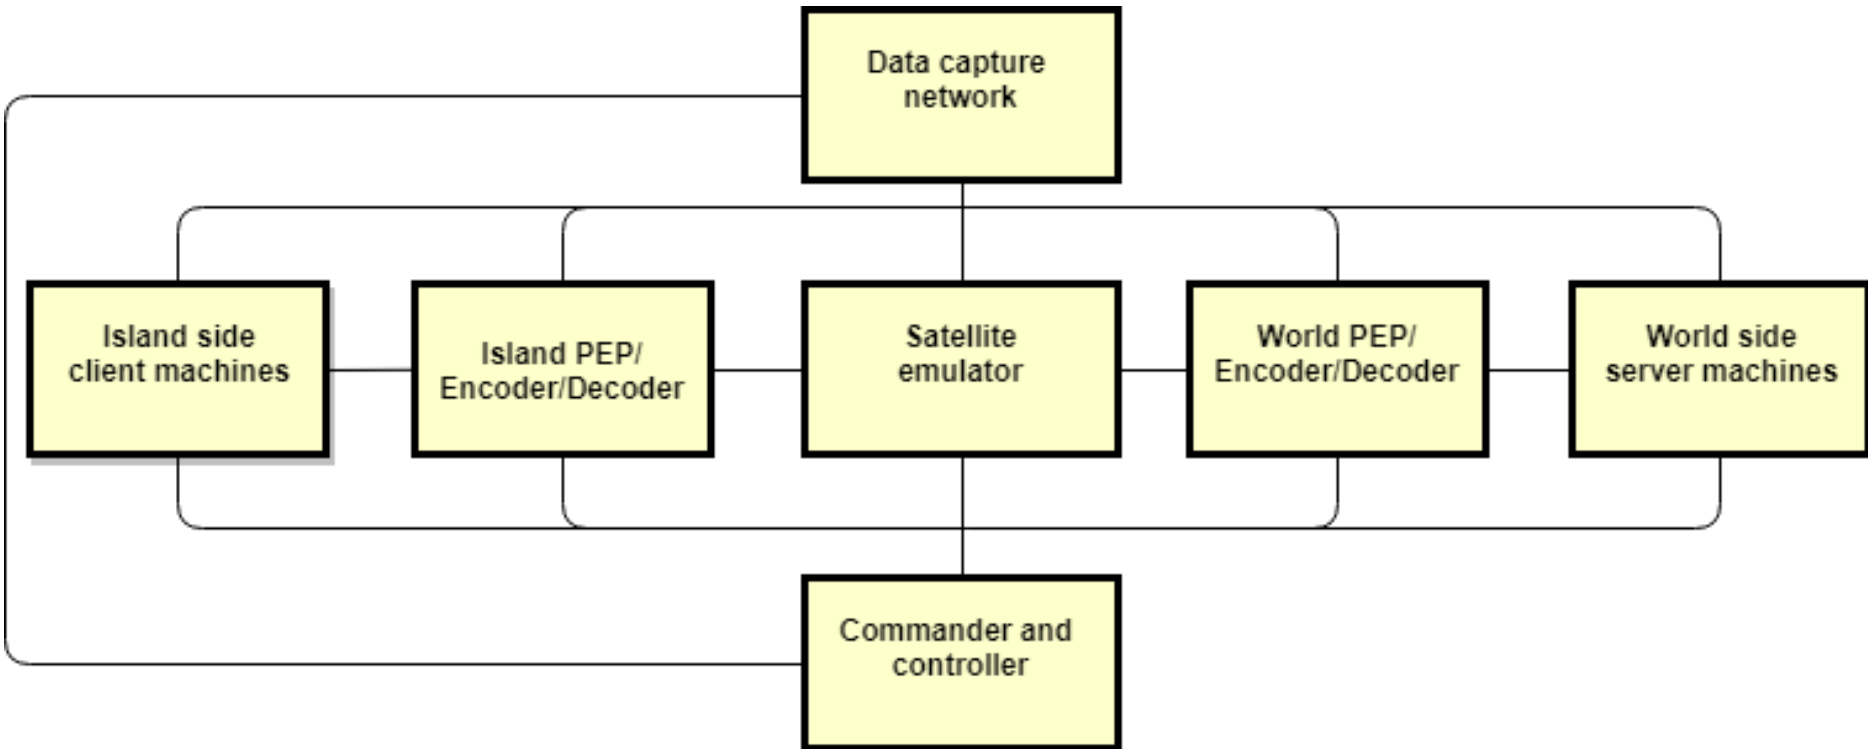 Data capture
network
Island side
client machines
Island PEP/
Encoder/Decoder
Satellite
emulator
World PEP/
Encoder/Decoder
World side
server machines
Commander and
controller